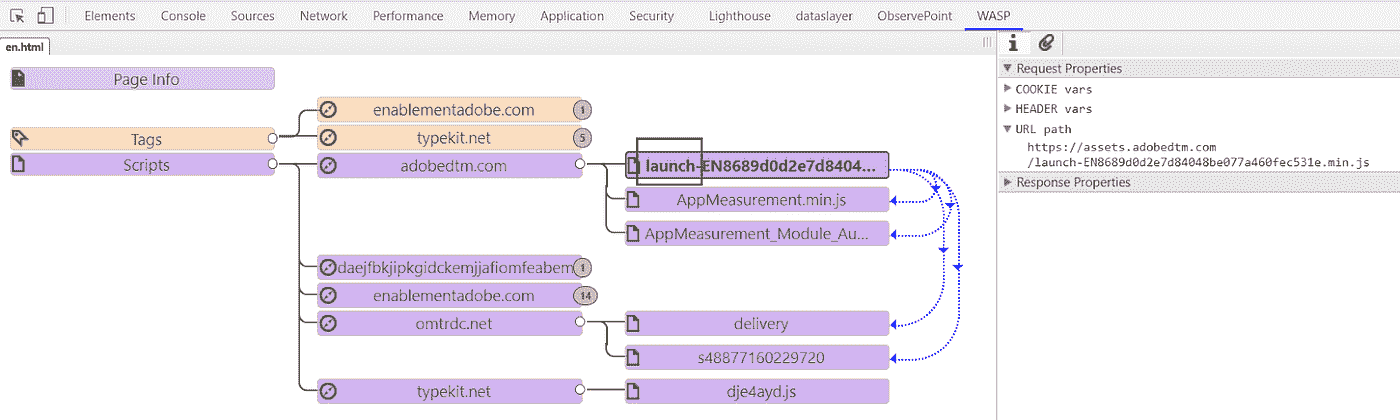 Elements Console Sources Network Performance Memory Application Security Lighthouse dataslayer ObservePoint WASP
en.html
Page Info
Tags
Scripts
enablementadobe.com 1
typekit.net 5
adobedtm.com
launch-EN8689d0d2e7d8404...
AppMeasurement.min.js
AppMeasurement_Module_Au...
daejfbkjipkgidckemjjafiomfeabem 1
enablementadobe.com 14
omtrdc.net
delivery
s48877160229720
typekit.net
dje4ayd.js
Request Properties
COOKIE vars
HEADER vars
URL path
https://assets.adobedtm.com
/launch-EN8689d0d2e7d84048be077a460fec531e.min.js
Response Properties